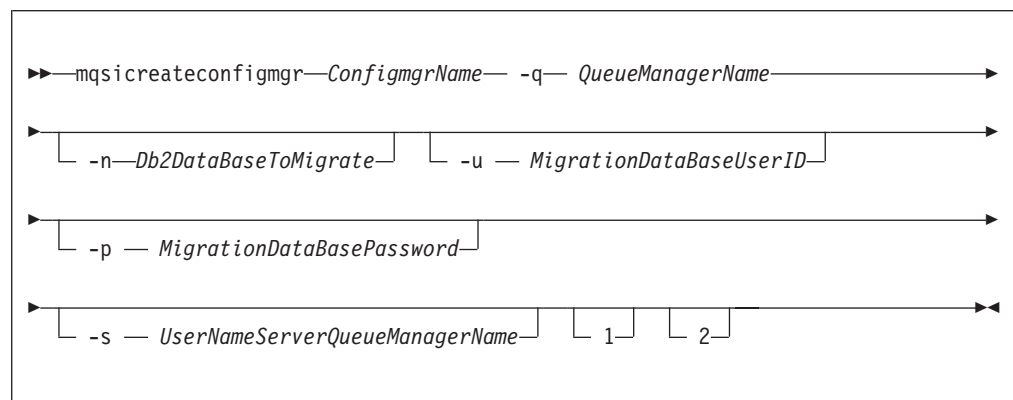 mqsicreateconfigmgr ConfigmgrName -q QueueManagerName
-n Db2DataBaseToMigrate -u MigrationDataBaseUserID
-p MigrationDataBasePassword
-s UserNameServerQueueManagerName 1 2